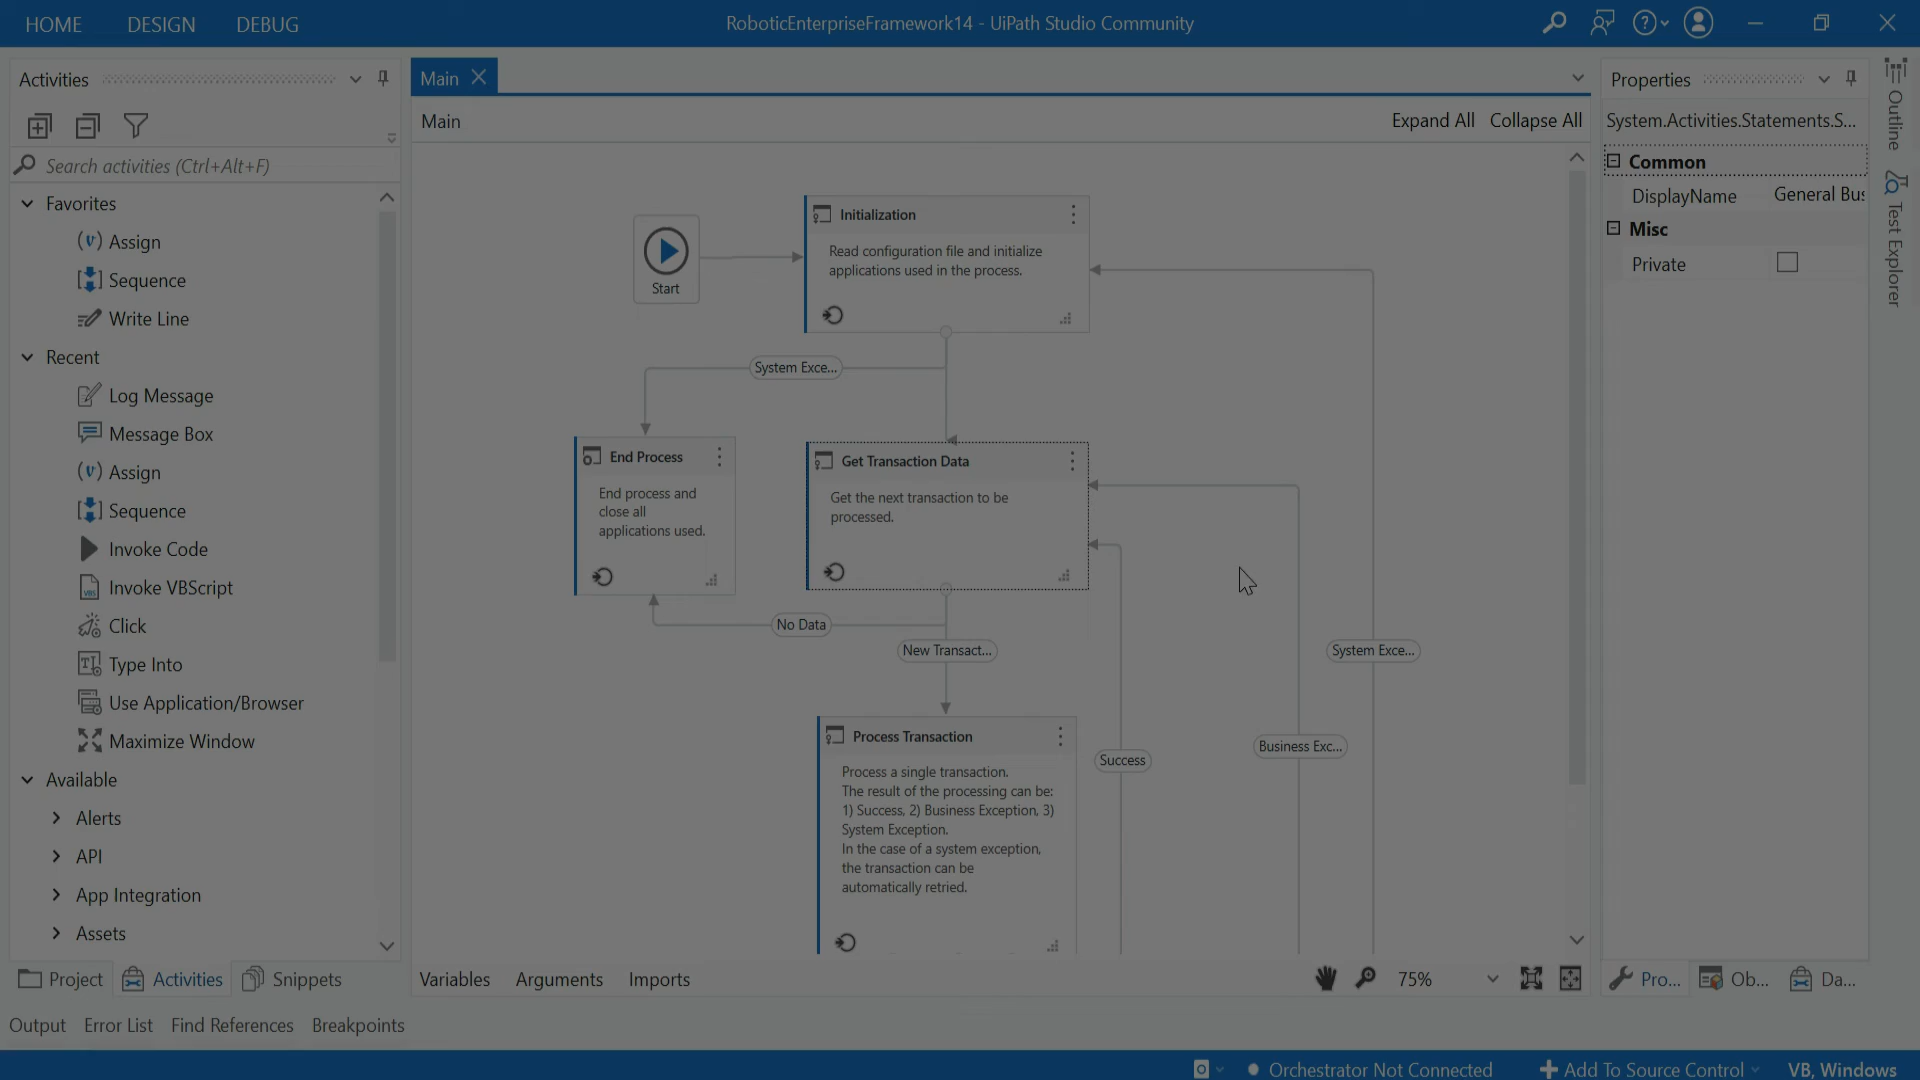 HOME DESIGN DEBUG
RoboticEnterpriseFramework14 - UiPath Studio Community
Activities
Search activities (Ctrl+Alt+F)
Favorites
Assign
Sequence
Write Line
Recent
Log Message
Message Box
Assign
Sequence
Invoke Code
Invoke VBScript
Click
Type Into
Use Application/Browser
Maximize Window
Available
Alerts
API
App Integration
Assets
Project Activities Snippets
Main
Main
Expand All Collapse All
Start
Initialization
Read configuration file and initialize
applications used in the process.
System Exce...
End Process
End process and
close all
applications used.
Get Transaction Data
Get the next transaction to be
processed.
No Data
New Transact...
System Exce...
Business Exc...
Success
Process Transaction
Process a single transaction.
The result of the processing can be:
1) Success, 2) Business Exception, 3)
System Exception.
In the case of a system exception,
the transaction can be
automatically retried.
Variables Arguments Imports
75%
Properties
System.Activities.Statements.S...
Common
DisplayName General Bus
Misc
Private
Pro... Ob... Da...
Outline
Test Explorer
Output Error List Find References Breakpoints
Orchestrator Not Connected
Add To Source Control
VB, Windows